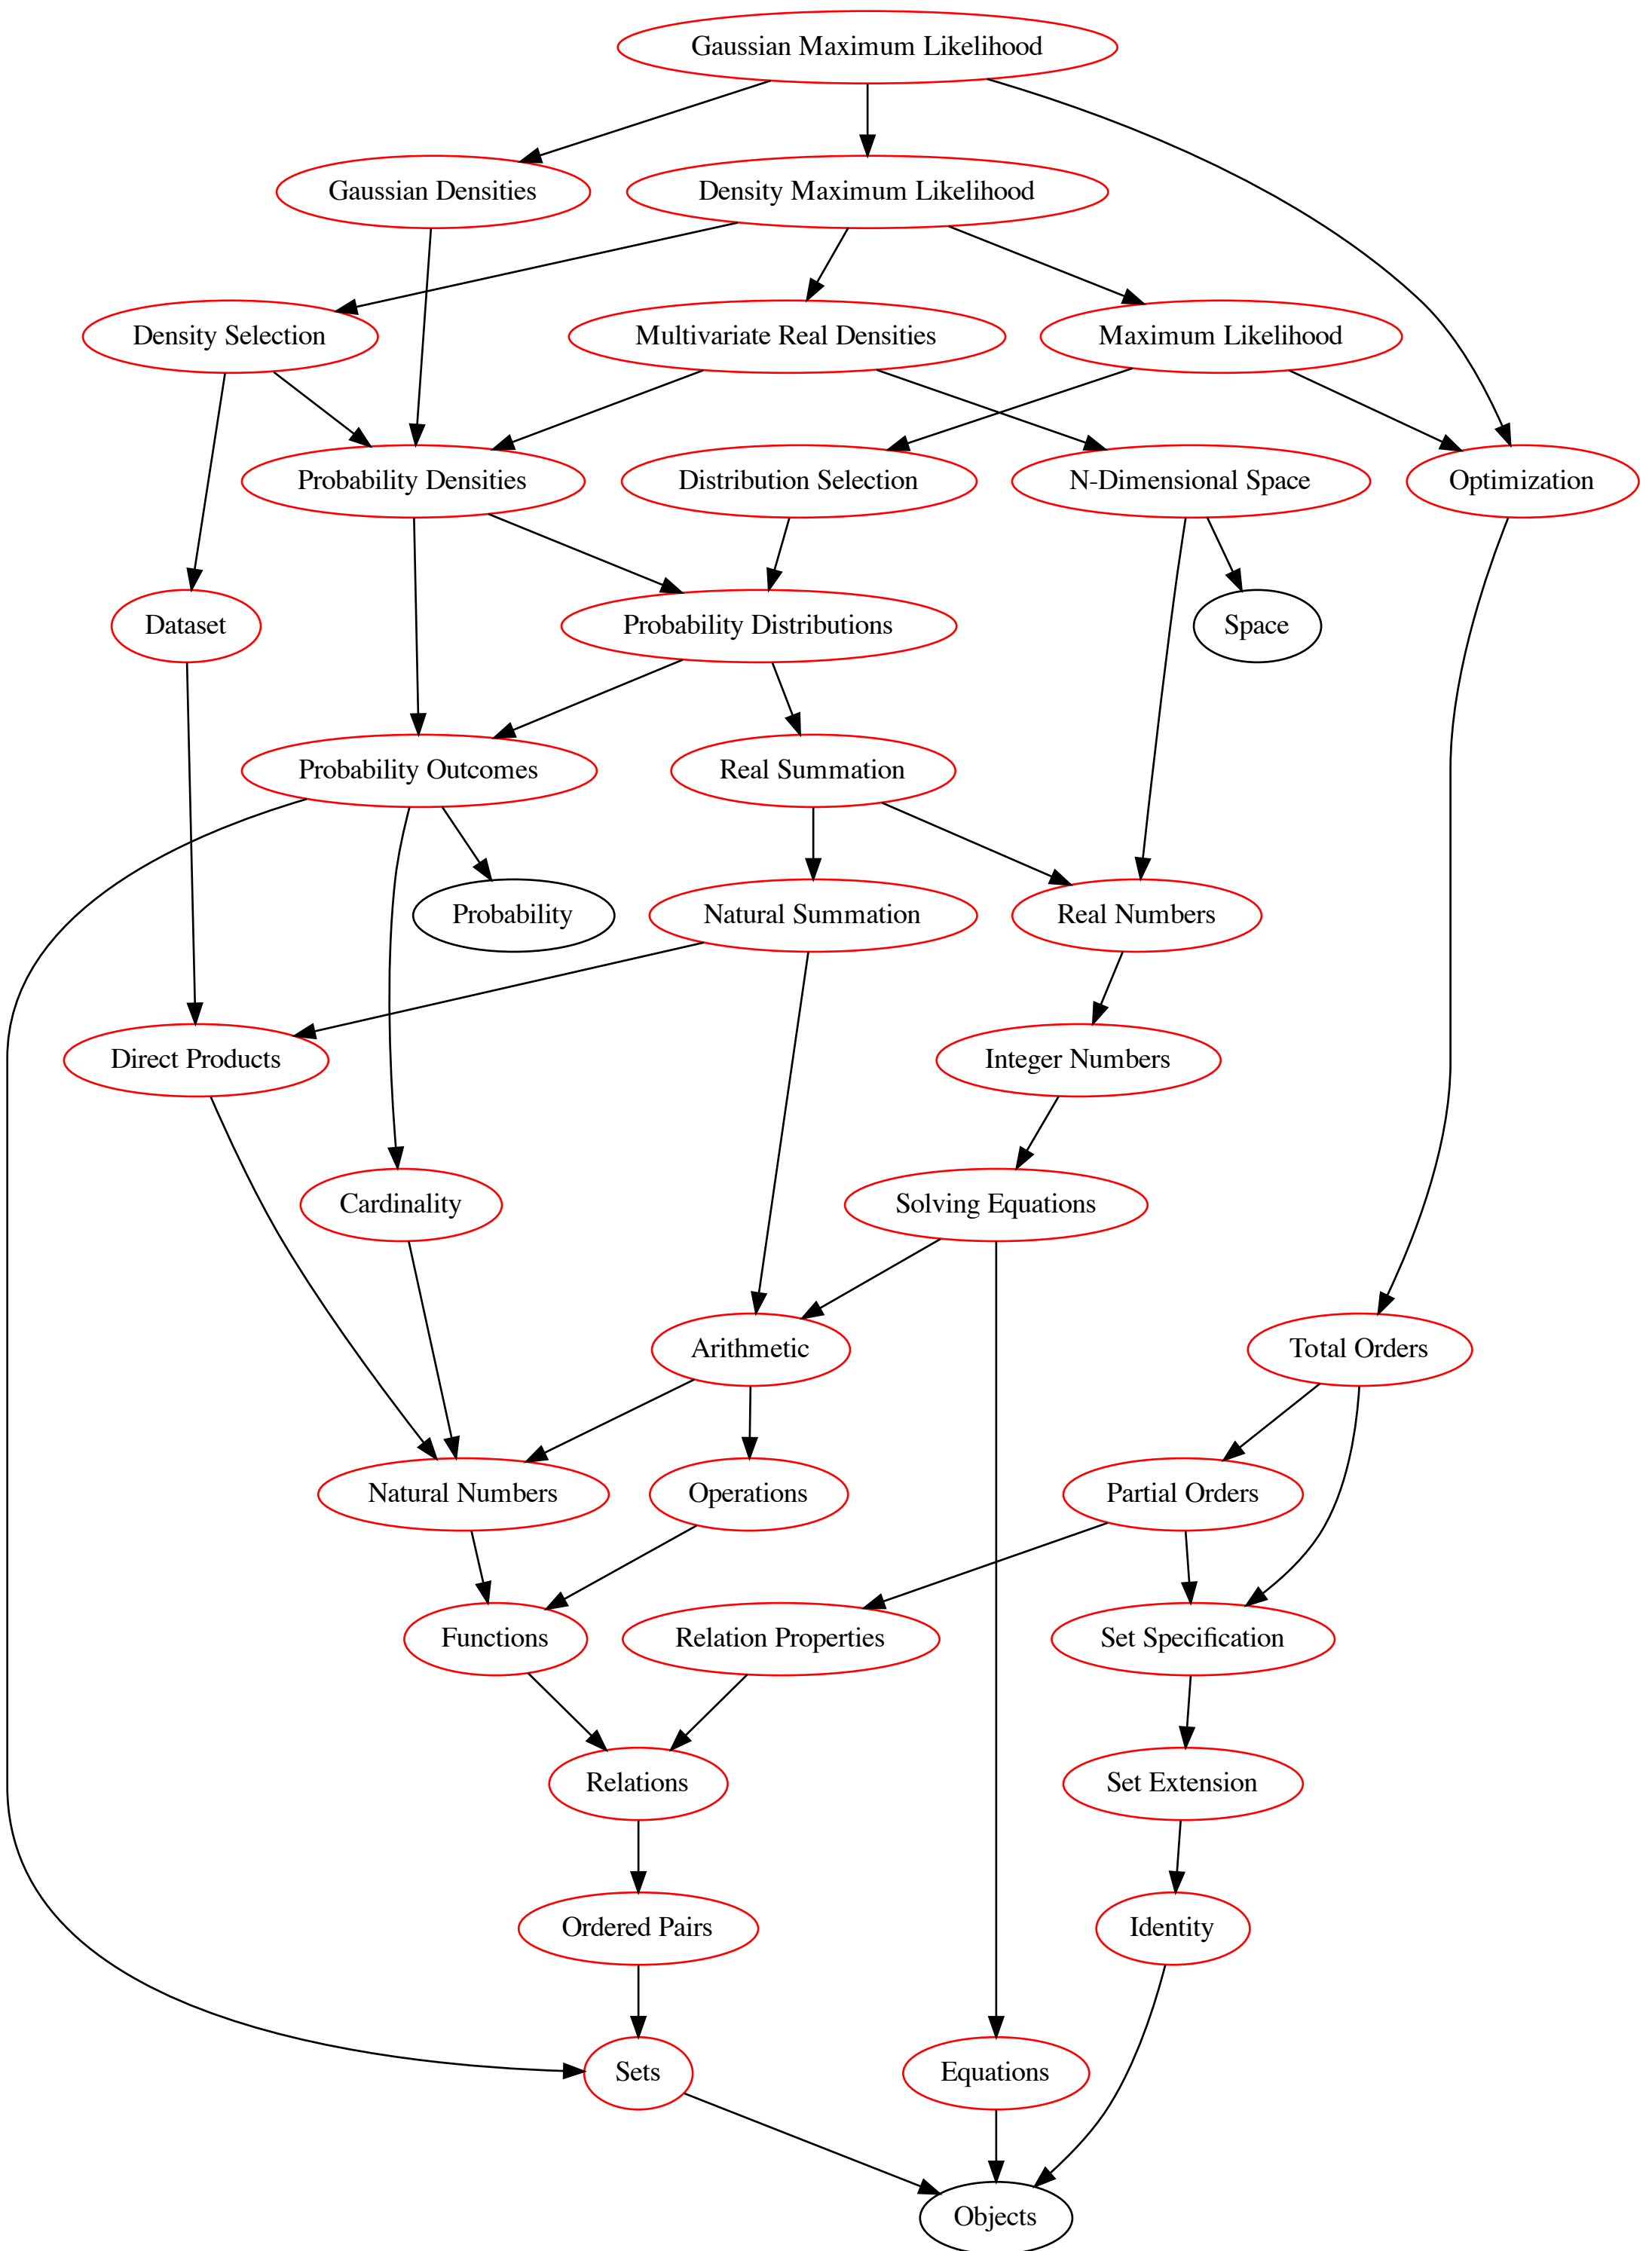 Gaussian Maximum Likelihood
Gaussian Densities
Density Maximum Likelihood
Density Selection
Multivariate Real Densities
Maximum Likelihood
Probability Densities
Distribution Selection
N-Dimensional Space
Optimization
Dataset
Probability Distributions
Space
Probability Outcomes
Real Summation
Probability
Natural Summation
Real Numbers
Direct Products
Integer Numbers
Cardinality
Solving Equations
Arithmetic
Total Orders
Natural Numbers
Operations
Partial Orders
Functions
Relation Properties
Set Specification
Relations
Set Extension
Ordered Pairs
Identity
Sets
Equations
Objects